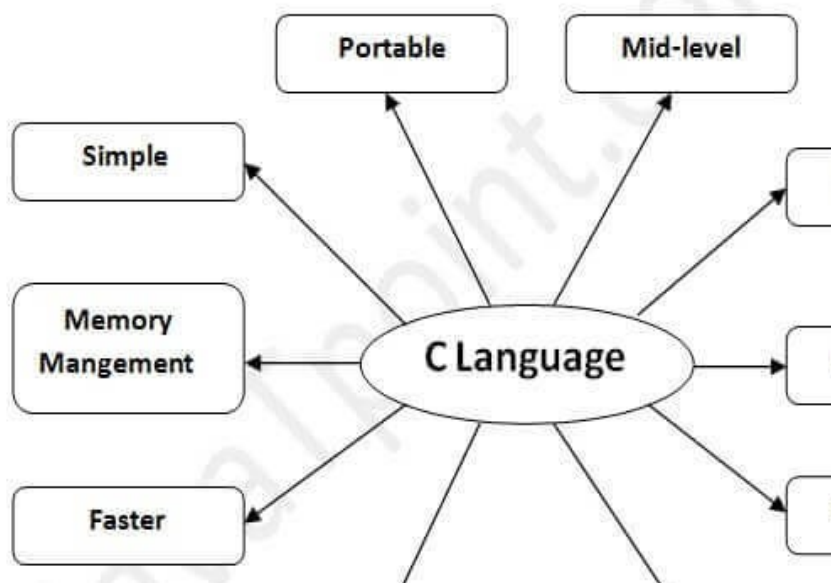 Portable
Mid-level
Simple
Memory
Mangement
C Language
Faster